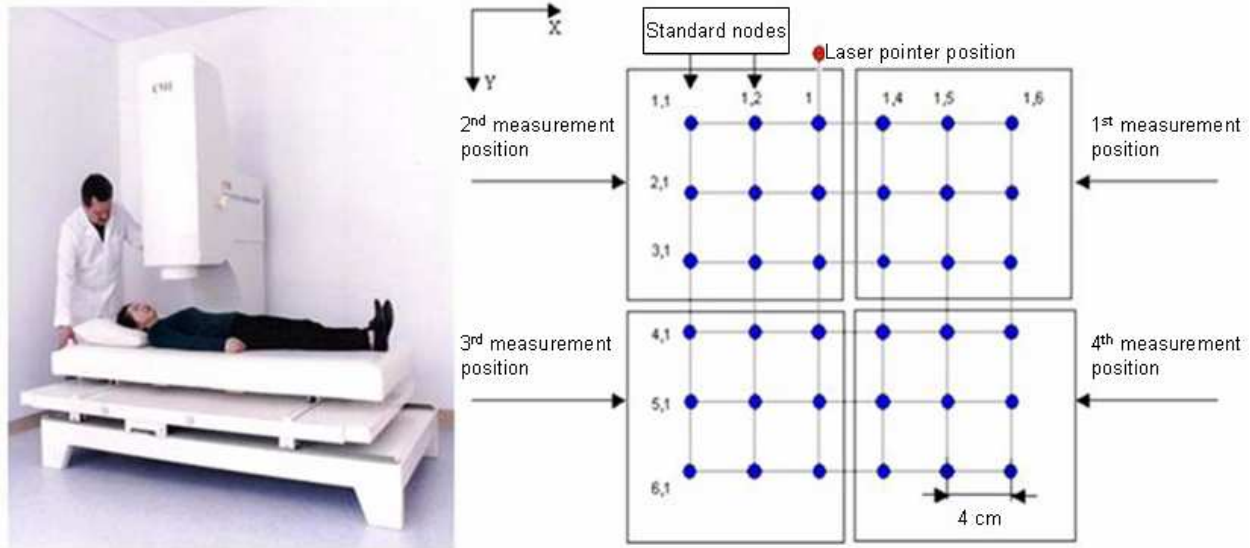 X
Y
Standard nodes
Laser pointer position
1,1
1,2
1
1,4
1,5
1,6
2nd measurement
position
1st measurement
position
2,1
3,1
3rd measurement
position
4,1
4th measurement
position
5,1
6,1
4 cm